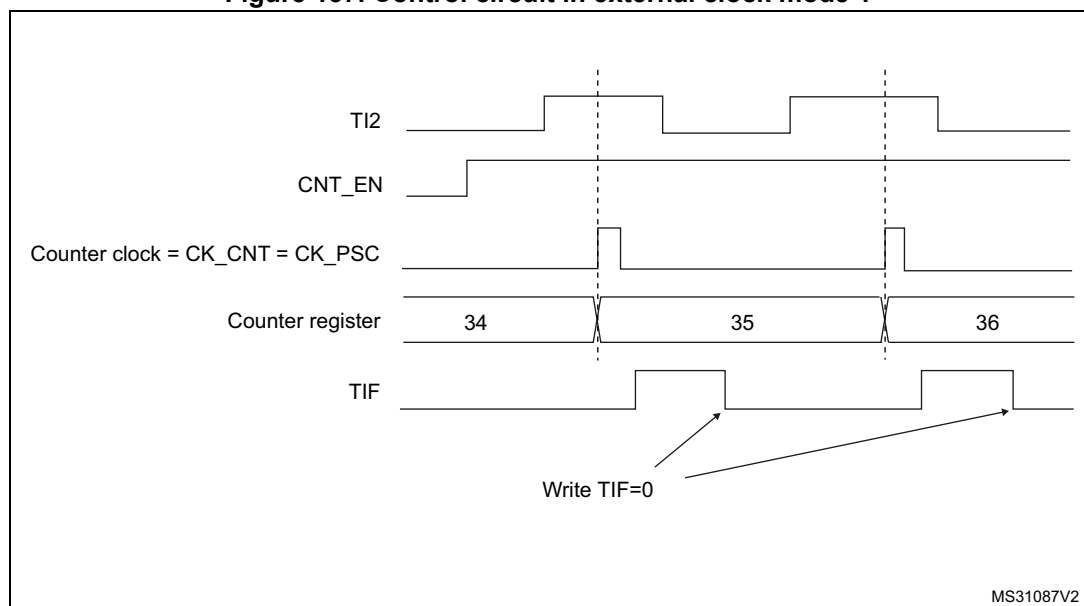 TI2
CNT_EN
Counter clock = CK_CNT = CK_PSC
Counter register
34
35
36
TIF
Write TIF=0
MS31087V2